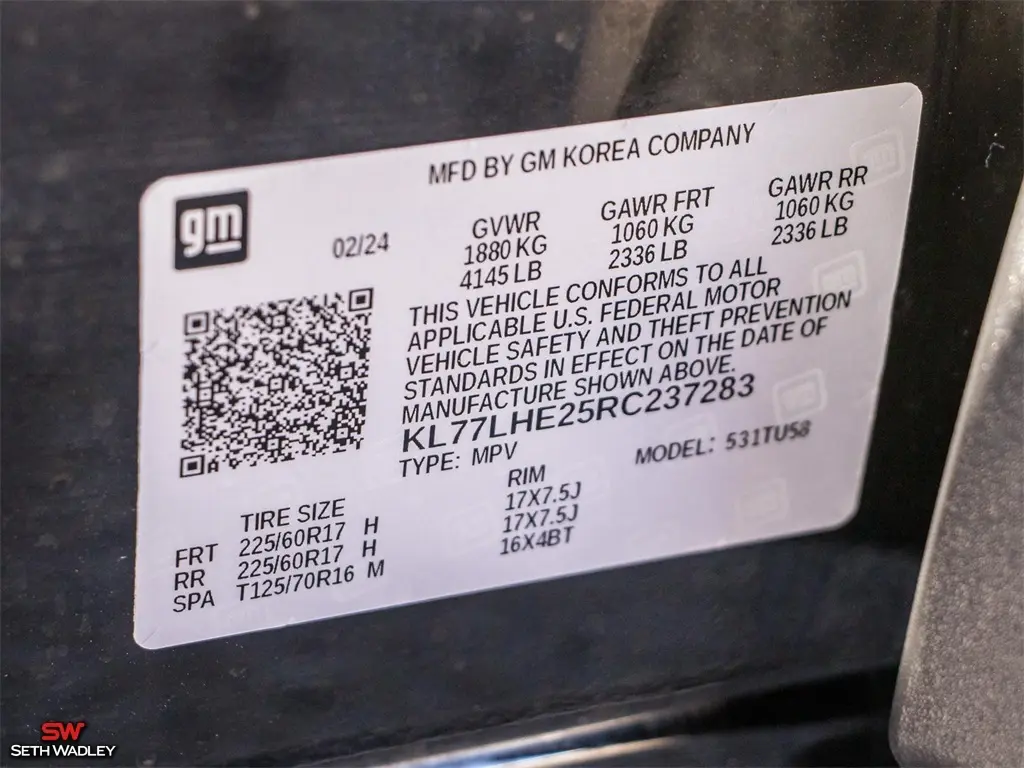 MFD BY GM KOREA COMPANY
gm
02/24
GVWR
1880 KG
4145 LB
GAWR FRT
1060 KG
2336 LB
GAWR RR
1060 KG
2336 LB
THIS VEHICLE CONFORMS TO ALL
APPLICABLE U.S. FEDERAL MOTOR
VEHICLE SAFETY AND THEFT PREVENTION
STANDARDS IN EFFECT ON THE DATE OF
MANUFACTURE SHOWN ABOVE.
KL77LHE25RC237283
TYPE: MPV
MODEL: 531TU58
TIRE SIZE
RIM
FRT 225/60R17 H 17X7.5J
RR 225/60R17 H 17X7.5J
SPA T125/70R16 M 16X4BT
SW
SETH WADLEY